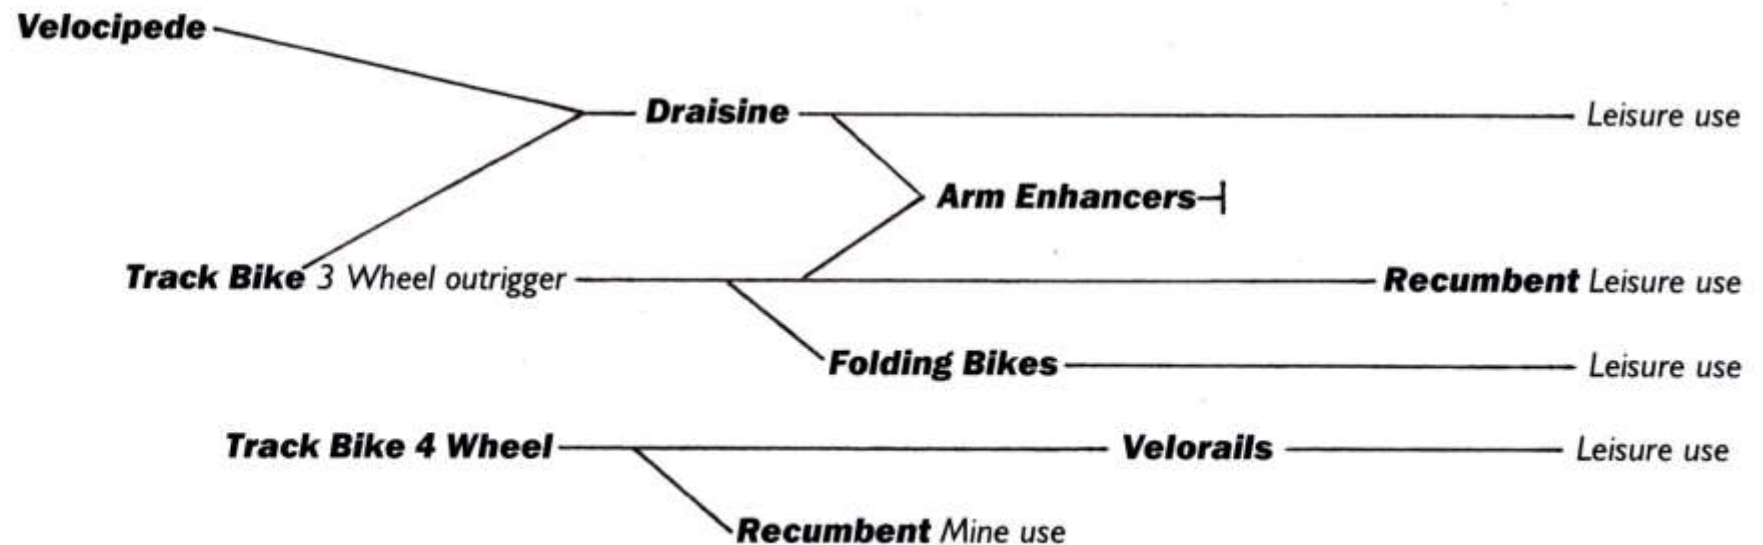 Velocipede
Draisine Leisure use
Arm Enhancers
Track Bike 3 Wheel outrigger Recumbent Leisure use
Folding Bikes Leisure use
Track Bike 4 Wheel Velorails Leisure use
Recumbent Mine use